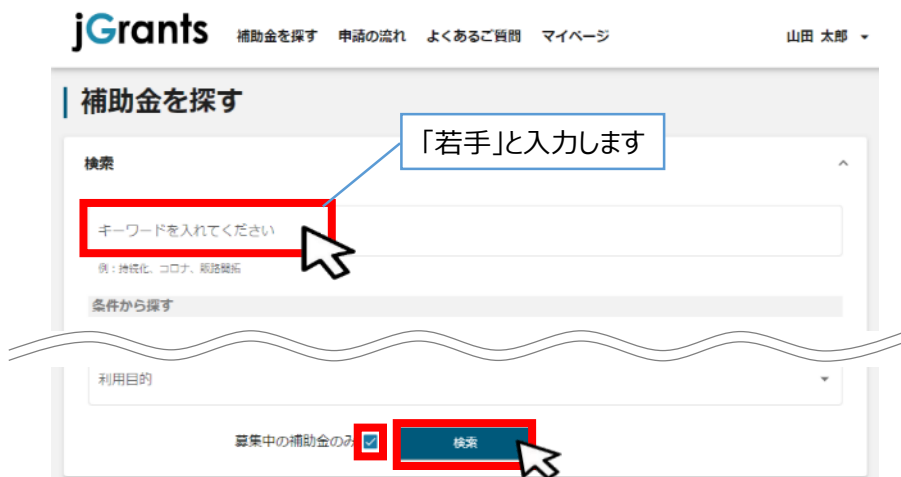 jGrants 補助金を探す 申請の流れ よくあるご質問 マイページ 山田 太郎
補助金を探す
「若手」と入力します
検索
キーワードを入れてください
例：持続化、コロナ、販路開拓
条件から探す
利用目的
募集中の補助金のみ 検索